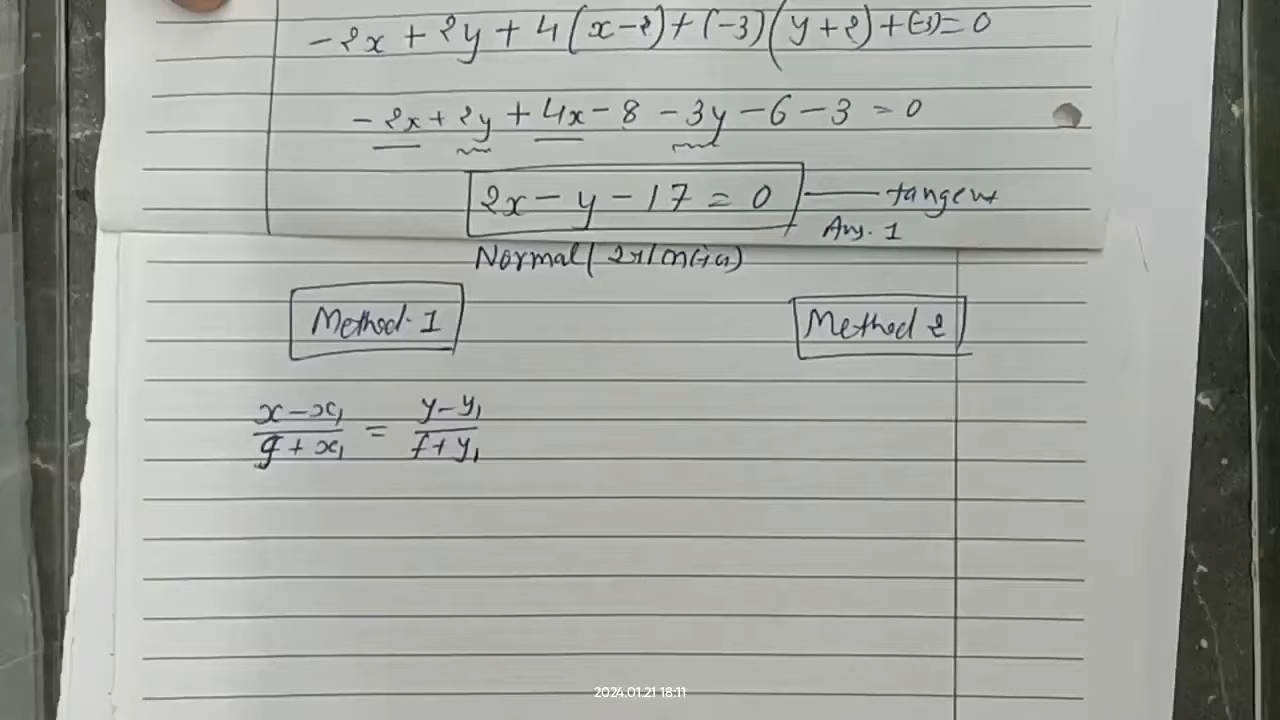 -2x + 2y + 4(x-2) + (-3)(y+2) + (-3) = 0
-2x + 2y + 4x - 8 - 3y - 6 - 3 = 0
2x - y - 17 = 0 — tangent
Ans. 1
Normal (
Method-1 Method 2
x - x₁ / g + x₁ = y - y₁ / f + y₁
2024.01.21 18:11